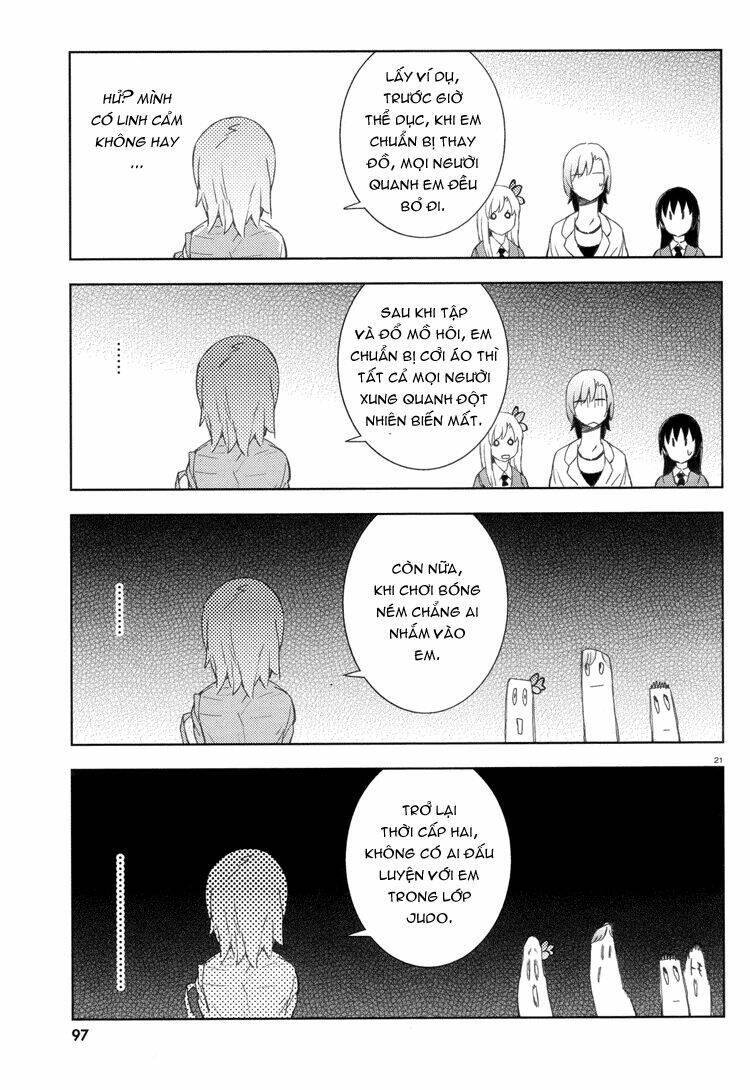 HỬ? MÌNH
CÓ LINH CẢM
KHÔNG HAY
...
LẤY VÍ DỤ,
TRƯỚC GIỜ
THỂ DỤC, KHI EM
CHUẨN BỊ THAY
ĐỒ, MỌI NGƯỜI
QUANH EM ĐỀU
BỎ ĐI.
SAU KHI TẬP
VÀ ĐỔ MỒ HÔI, EM
CHUẨN BỊ CỞI ÁO THÌ
TẤT CẢ MỌI NGƯỜI
XUNG QUANH ĐỘT
NHIÊN BIẾN MẤT.
CÒN NỮA,
KHI CHƠI BÓNG
NÉM CHẲNG AI
NHẮM VÀO
EM.
21
TRỞ LẠI
THỜI CẤP HAI,
KHÔNG CÓ AI ĐẤU
LUYỆN VỚI EM
TRONG LỚP
JUDO.
97